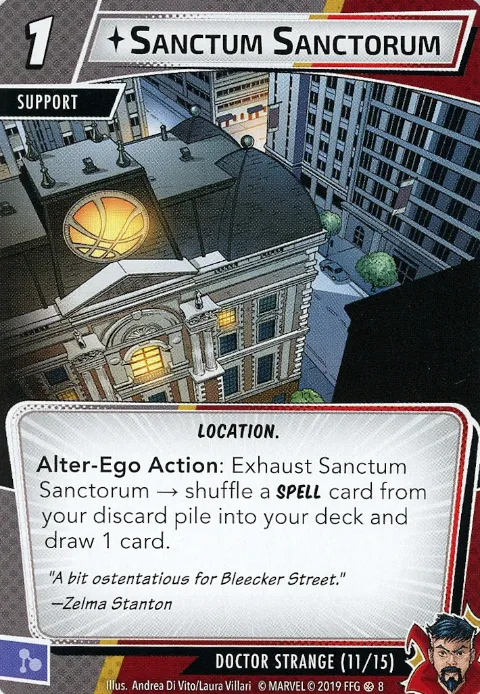 1
SANCTUM SANCTORUM
SUPPORT
LOCATION.
Alter-Ego Action: Exhaust Sanctum
Sanctorum → shuffle a SPELL card from
your discard pile into your deck and
draw 1 card.
"A bit ostentatious for Bleecker Street."
—Zelma Stanton
DOCTOR STRANGE (11/15)
Illus. Andrea Di Vito/Laura Villari © MARVEL © 2019 FFG 8